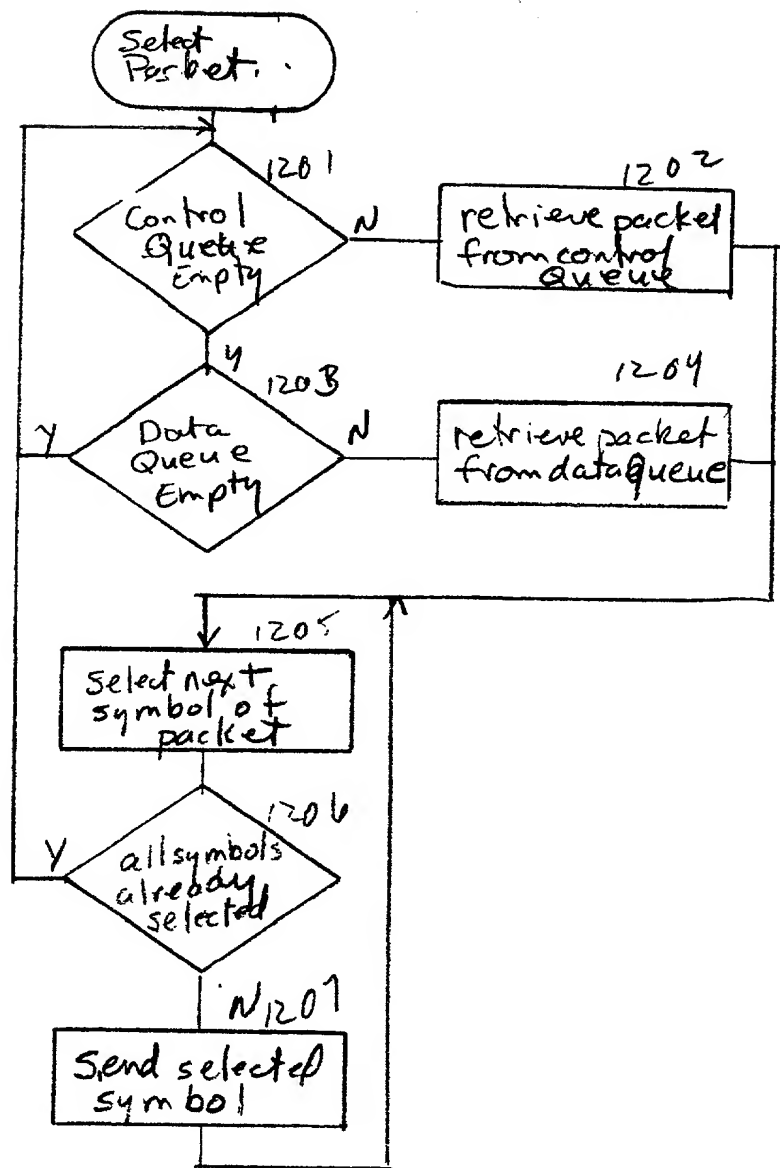 Select
Packet
1201
Control
Queue
Empty
N
1202
retrieve packet
from control
Queue
Y
1203
Data
Queue
Empty
Y
N
1204
retrieve packet
from data Queue
1205
select next
symbol of
packet
1206
all symbols
already
selected
Y
N
1207
Send selected
symbol